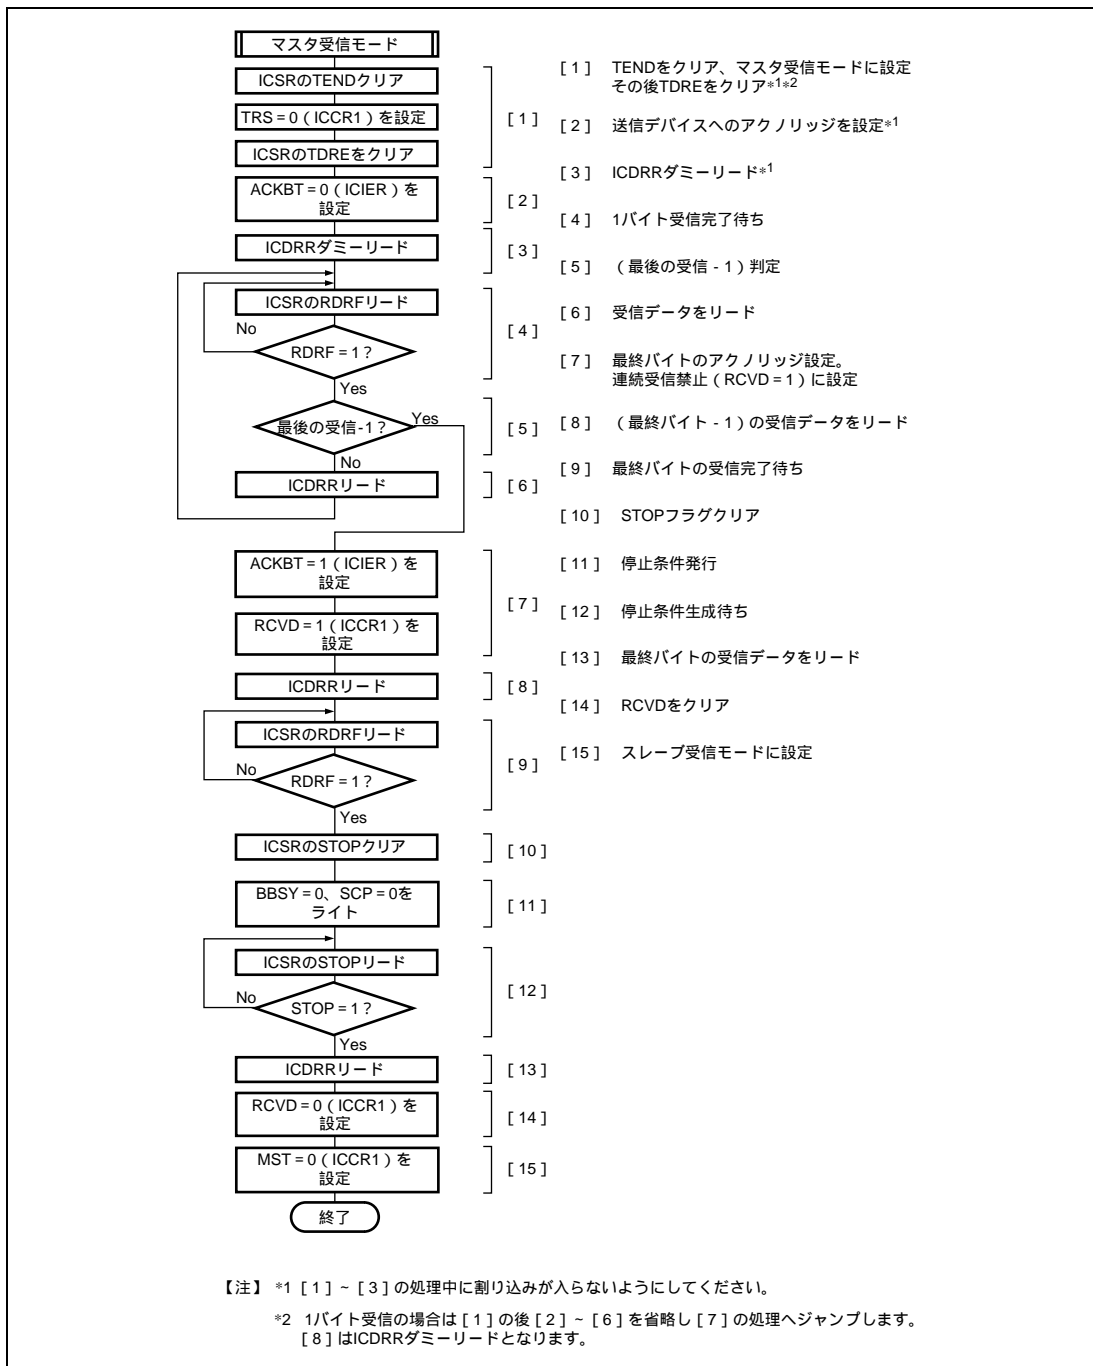 マスタ受信モード
ICSRのTENDクリア
TRS = 0（ICCR1）を設定
ICSRのTDREをクリア
[ 1 ]
ACKBT = 0（ICIER）を
設定
[ 2 ]
ICDRRダミーリード
[ 3 ]
ICSRのRDRFリード
No
RDRF = 1？
[ 4 ]
Yes
最後の受信-1？
Yes
[ 5 ]
No
ICDRRリード
[ 6 ]
ACKBT = 1（ICIER）を
設定
RCVD = 1（ICCR1）を
設定
[ 7 ]
ICDRRリード
[ 8 ]
ICSRのRDRFリード
No
RDRF = 1？
[ 9 ]
Yes
ICSRのSTOPクリア
[ 10 ]
BBSY = 0、SCP = 0を
ライト
[ 11 ]
ICSRのSTOPリード
No
STOP = 1？
[ 12 ]
Yes
ICDRRリード
[ 13 ]
RCVD = 0（ICCR1）を
設定
[ 14 ]
MST = 0（ICCR1）を
設定
[ 15 ]
終了
[ 1 ] TENDをクリア、マスタ受信モードに設定
その後TDREをクリア*1*2
[ 2 ] 送信デバイスへのアクノリッジを設定*1
[ 3 ] ICDRRダミーリード*1
[ 4 ] 1バイト受信完了待ち
[ 5 ] （最後の受信 - 1）判定
[ 6 ] 受信データをリード
[ 7 ] 最終バイトのアクノリッジ設定。
連続受信禁止（RCVD = 1）に設定
[ 8 ] （最終バイト - 1）の受信データをリード
[ 9 ] 最終バイトの受信完了待ち
[ 10 ] STOPフラグクリア
[ 11 ] 停止条件発行
[ 12 ] 停止条件生成待ち
[ 13 ] 最終バイトの受信データをリード
[ 14 ] RCVDをクリア
[ 15 ] スレーブ受信モードに設定
【注】 *1 [ 1 ] ~ [ 3 ] の処理中に割り込みが入らないようにしてください。
*2 1バイト受信の場合は [ 1 ] の後 [ 2 ] ~ [ 6 ] を省略し [ 7 ] の処理へジャンプします。
[ 8 ] はICDRRダミーリードとなります。